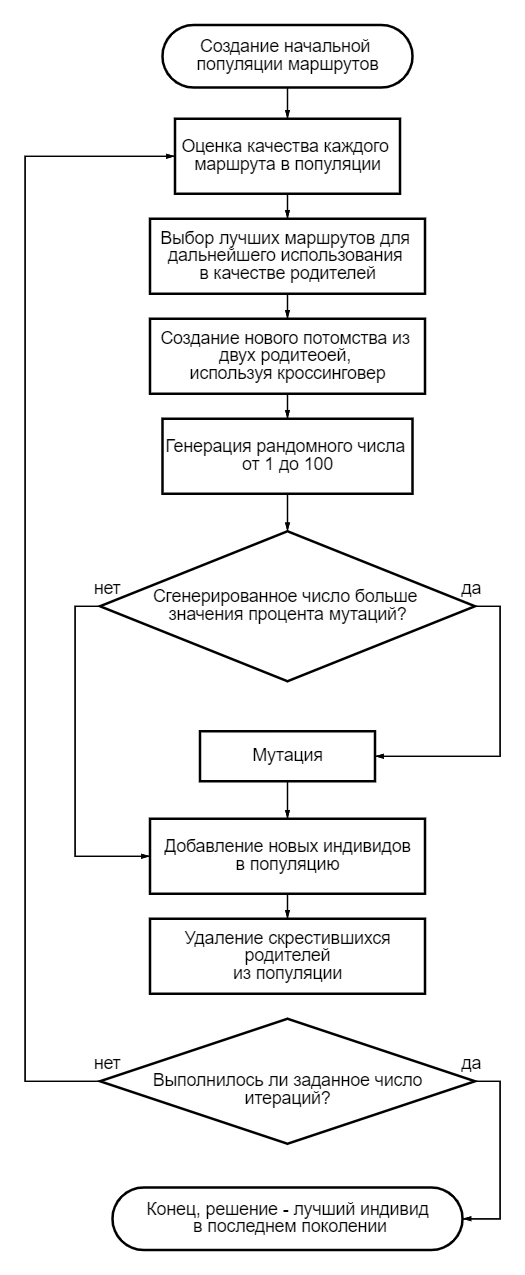 Создание начальной
популяции маршрутов
Оценка качества каждого
маршрута в популяции
Выбор лучших маршрутов для
дальнейшего использования
в качестве родителей
Создание нового потомства из
двух родитеоей,
используя кроссинговер
Генерация рандомного числа
от 1 до 100
нет
да
Сгенерированное число больше
значения процента мутаций?
Мутация
Добавление новых индивидов
в популяцию
Удаление скрестившихся
родителей
из популяции
нет
да
Выполнилось ли заданное число
итераций?
Конец, решение - лучший индивид
в последнем поколении